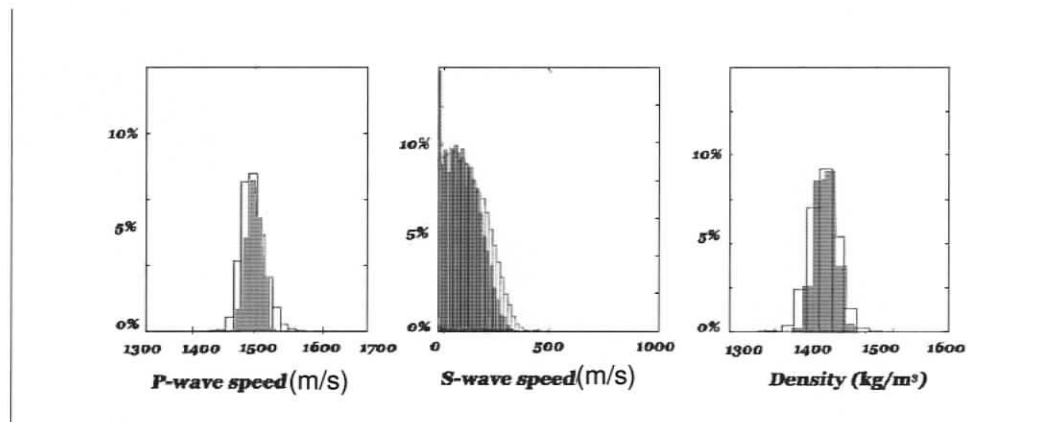 10%
5%
0%
1300 1400 1500 1600 1700
P-wave speed(m/s)
10%
5%
0%
0 500 1000
S-wave speed(m/s)
10%
5%
0%
1300 1400 1500 1600
Density (kg/m³)